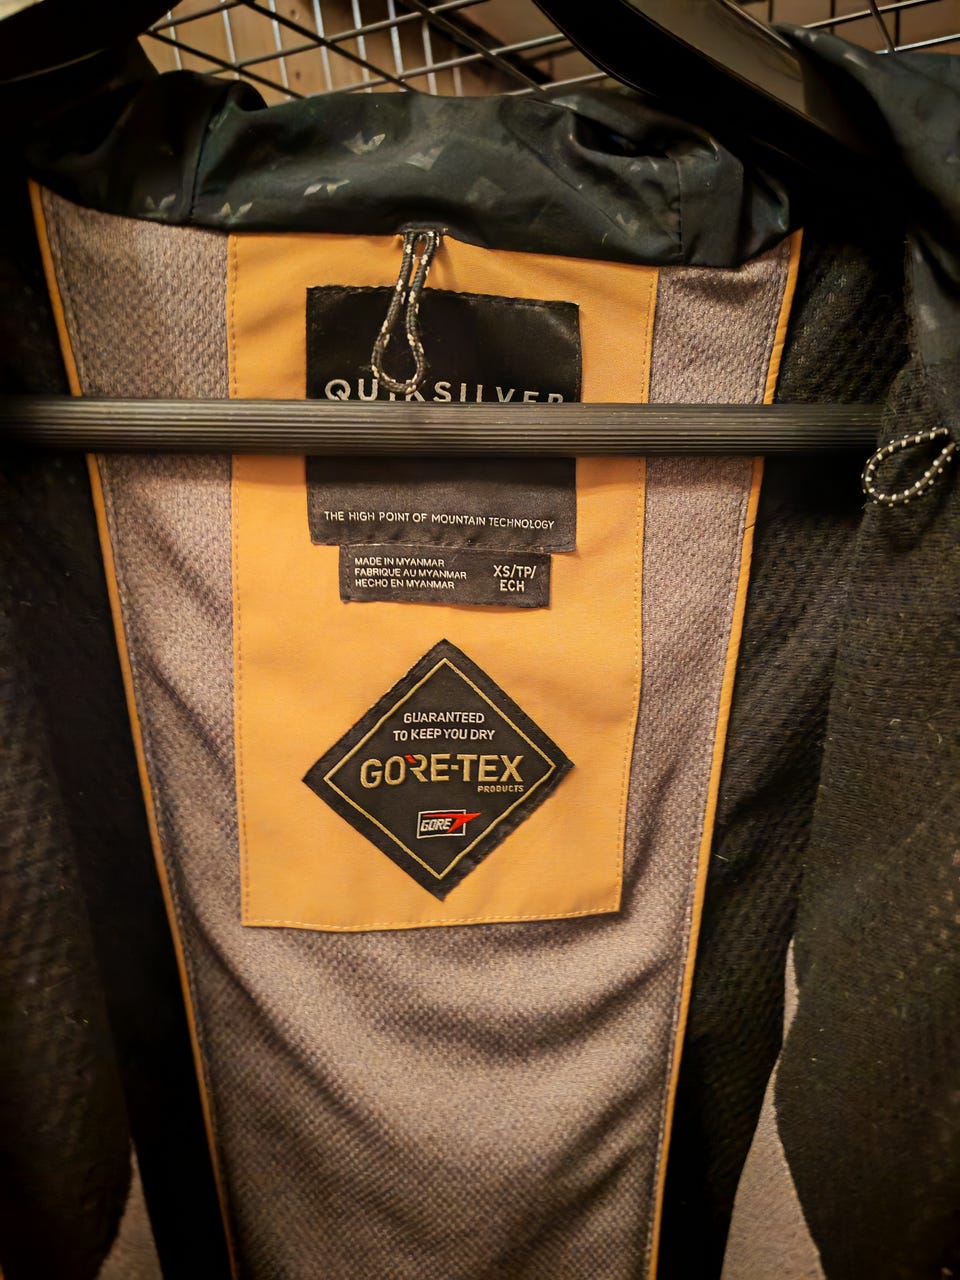 QUIKSILVER
THE HIGH POINT OF MOUNTAIN TECHNOLOGY
MADE IN MYANMAR
FABRIQUE AU MYANMAR
HECHO EN MYANMAR
XS/TP/
ECH
GUARANTEED
TO KEEP YOU DRY
GORE-TEX
PRODUCTS
GORE